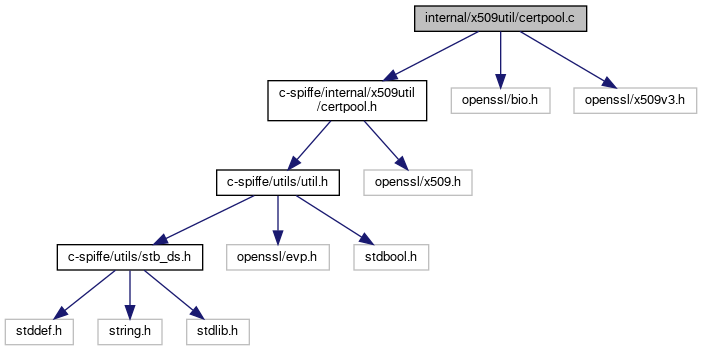 internal/x509util/certpool.c
c-spiffe/internal/x509util
/certpool.h
openssl/bio.h
openssl/x509v3.h
c-spiffe/utils/util.h
openssl/x509.h
c-spiffe/utils/stb_ds.h
openssl/evp.h
stdbool.h
stddef.h
string.h
stdlib.h